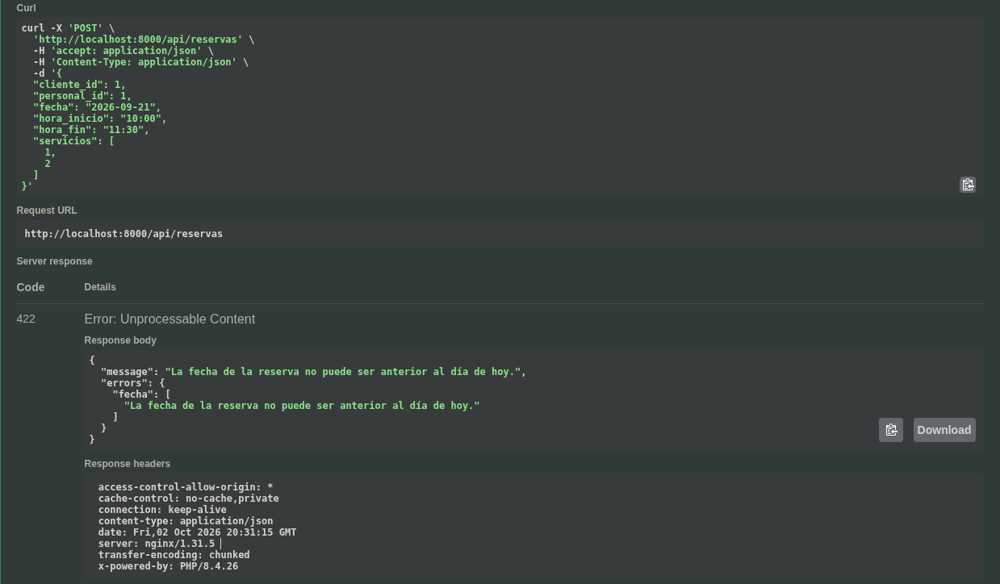 Curl
curl -X 'POST' \
  'http://localhost:8000/api/reservas' \
  -H 'accept: application/json' \
  -H 'Content-Type: application/json' \
  -d '{
  "cliente_id": 1,
  "personal_id": 1,
  "fecha": "2026-09-21",
  "hora_inicio": "10:00",
  "hora_fin": "11:30",
  "servicios": [
    1,
    2
  ]
}'
Request URL
http://localhost:8000/api/reservas
Server response
Code Details
422 Error: Unprocessable Content
Response body
{
  "message": "La fecha de la reserva no puede ser anterior al día de hoy.",
  "errors": {
    "fecha": [
      "La fecha de la reserva no puede ser anterior al día de hoy."
    ]
  }
}
Download
Response headers
access-control-allow-origin: *
cache-control: no-cache,private
connection: keep-alive
content-type: application/json
date: Fri,02 Oct 2026 20:31:15 GMT
server: nginx/1.31.5
transfer-encoding: chunked
x-powered-by: PHP/8.4.26